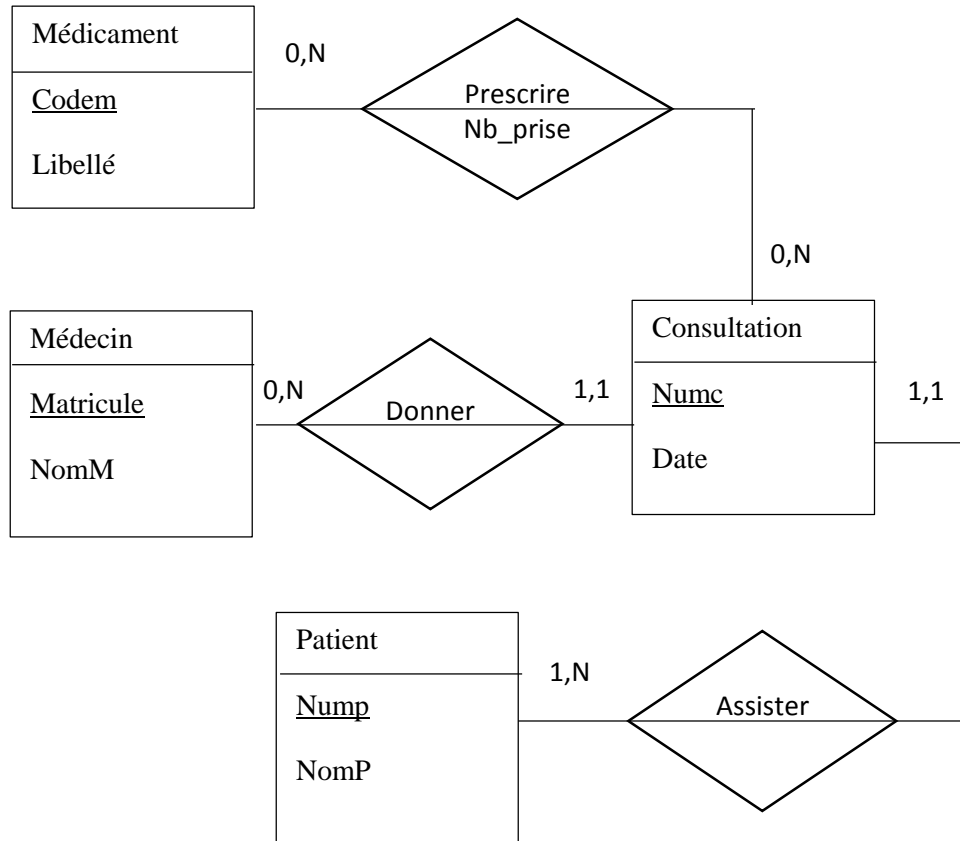 Médicament
0,N
Codem
Libellé
Prescrire
Nb_prise
0,N
Médecin
Matricule
NomM
0,N
Donner
1,1
Consultation
Numc
Date
1,1
Patient
Nump
NomP
1,N
Assister